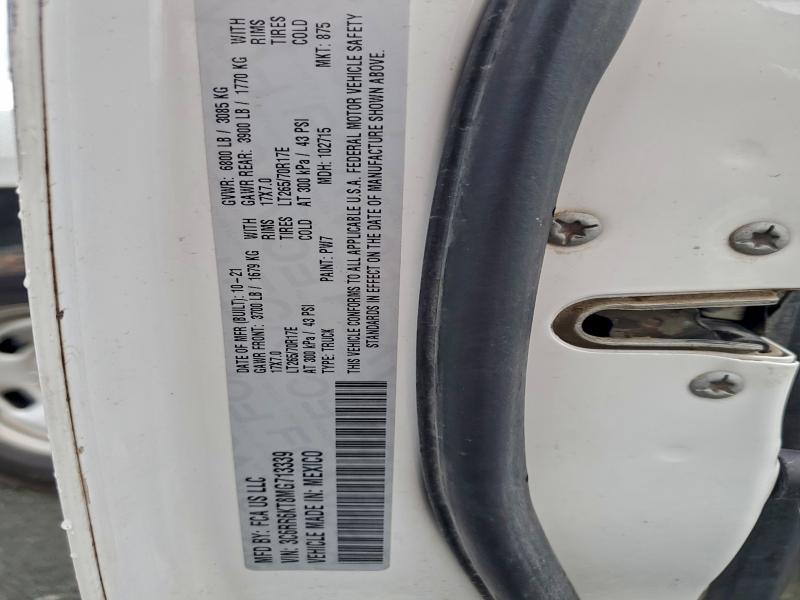 MFD BY: FCA US LLC
DATE OF MFR (BUILT): 10-21
GVWR: 6800 LB / 3085 KG
GAWR FRONT: 3700 LB / 1679 KG WITH
GAWR REAR: 3900 LB / 1770 KG WITH
17X7.0 RIMS
17X7.0 RIMS
LT265/70R17E TIRES
LT265/70R17E TIRES
AT 300 kPa / 43 PSI COLD
AT 300 kPa / 43 PSI COLD
VIN: 3C6RR6KT8MG713339
TYPE: TRUCK PAINT: PW7 MDH: 102715 MKT: 875
VEHICLE MADE IN: MEXICO
THIS VEHICLE CONFORMS TO ALL APPLICABLE U.S.A. FEDERAL MOTOR VEHICLE SAFETY
STANDARDS IN EFFECT ON THE DATE OF MANUFACTURE SHOWN ABOVE.